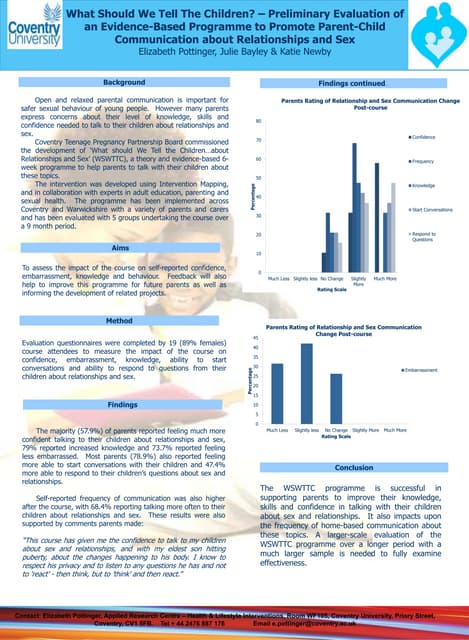 Coventry
University
What Should We Tell The Children? – Preliminary Evaluation of
an Evidence-Based Programme to Promote Parent-Child
Communication about Relationships and Sex
Elizabeth Pottinger, Julie Bayley & Katie Newby
Background
Open and relaxed parental communication is important for
safer sexual behaviour of young people. However many parents
express concerns about their level of knowledge, skills and
confidence needed to talk to their children about relationships and
sex.
Coventry Teenage Pregnancy Partnership Board commissioned
the development of 'What should We Tell the Children...about
Relationships and Sex' (WSWTTC), a theory and evidence-based 6-
week programme to help parents to talk with their children about
these topics.
The intervention was developed using Intervention Mapping,
and in collaboration with experts in adult education, parenting and
sexual health. The programme has been implemented across
Coventry and Warwickshire with a variety of parents and carers
and has been evaluated with 5 groups undertaking the course over
a 9 month period.
Aims
To assess the impact of the course on self-reported confidence,
embarrassment, knowledge and behaviour. Feedback will also
help to improve this programme for future parents as well as
informing the development of related projects.
Method
Evaluation questionnaires were completed by 19 (89% females)
course attendees to measure the impact of the course on
confidence, embarrassment, knowledge, ability to start
conversations and ability to respond to questions from their
children about relationships and sex.
Findings
The majority (57.9%) of parents reported feeling much more
confident talking to their children about relationships and sex,
79% reported increased knowledge and 73.7% reported feeling
less embarrassed. Most parents (78.9%) also reported feeling
more able to start conversations with their children and 47.4%
more able to respond to their children's questions about sex and
relationships.
Self-reported frequency of communication was also higher
after the course, with 68.4% reporting talking more often to their
children about relationships and sex. These results were also
supported by comments parents made:
"This course has given me the confidence to talk to my children
about sex and relationships, and with my eldest son hitting
puberty, about the changes happening to his body. I know to
respect his privacy and to listen to any questions he has and not
to 'react' - then think, but to 'think' and then react."
Findings continued
Parents Rating of Relationship and Sex Communication Change
Post-course
80
70
60
50
40
30
20
10
0
Percentage
Much Less Slightly less No Change Slightly More Much More
Rating Scale
Confidence
Frequency
Knowledge
Start Conversations
Respond to
Questions
Parents Rating of Relationship and Sex Communication
Change Post-course
45
40
35
30
25
20
15
10
5
0
Percentage
Much Less Slightly less No Change Slightly More Much More
Rating Scale
Embarrassment
Conclusion
The WSWTTC programme is successful in
supporting parents to improve their knowledge,
skills and confidence in talking with their children
about sex and relationships. It also impacts upon
the frequency of home-based communication about
these topics. A larger-scale evaluation of the
WSWTTC programme over a longer period with a
much larger sample is needed to fully examine
effectiveness.
Contact: Elizabeth Pottinger, Applied Research Centre – Health & Lifestyle Interventions, Room WF105, Coventry University, Priory Street,
Coventry, CV1 5FB. Tel + 44 2476 887 178 Email e.pottinger@coventry.ac.uk